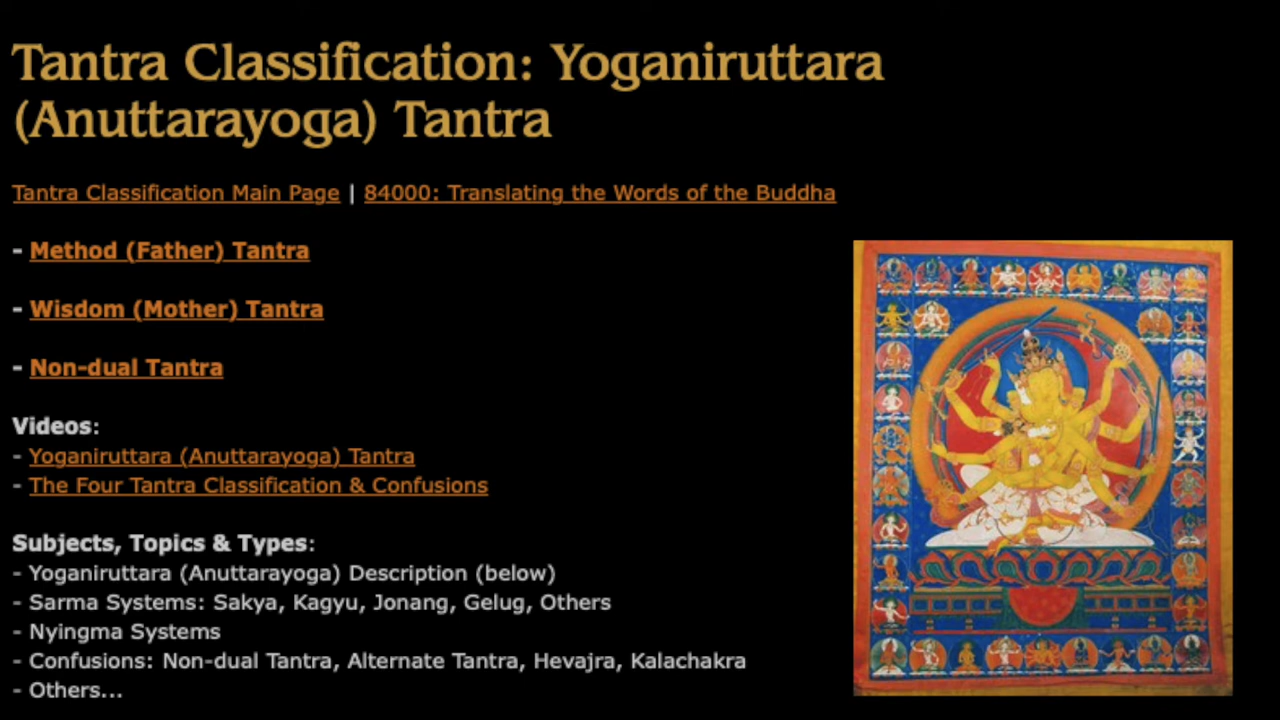 Tantra Classification: Yoganiruttara
(Anuttarayoga) Tantra
Tantra Classification Main Page | 84000: Translating the Words of the Buddha
- Method (Father) Tantra
- Wisdom (Mother) Tantra
- Non-dual Tantra
Videos:
- Yoganiruttara (Anuttarayoga) Tantra
- The Four Tantra Classification & Confusions
Subjects, Topics & Types:
- Yoganiruttara (Anuttarayoga) Description (below)
- Sarma Systems: Sakya, Kagyu, Jonang, Gelug, Others
- Nyingma Systems
- Confusions: Non-dual Tantra, Alternate Tantra, Hevajra, Kalachakra
- Others...